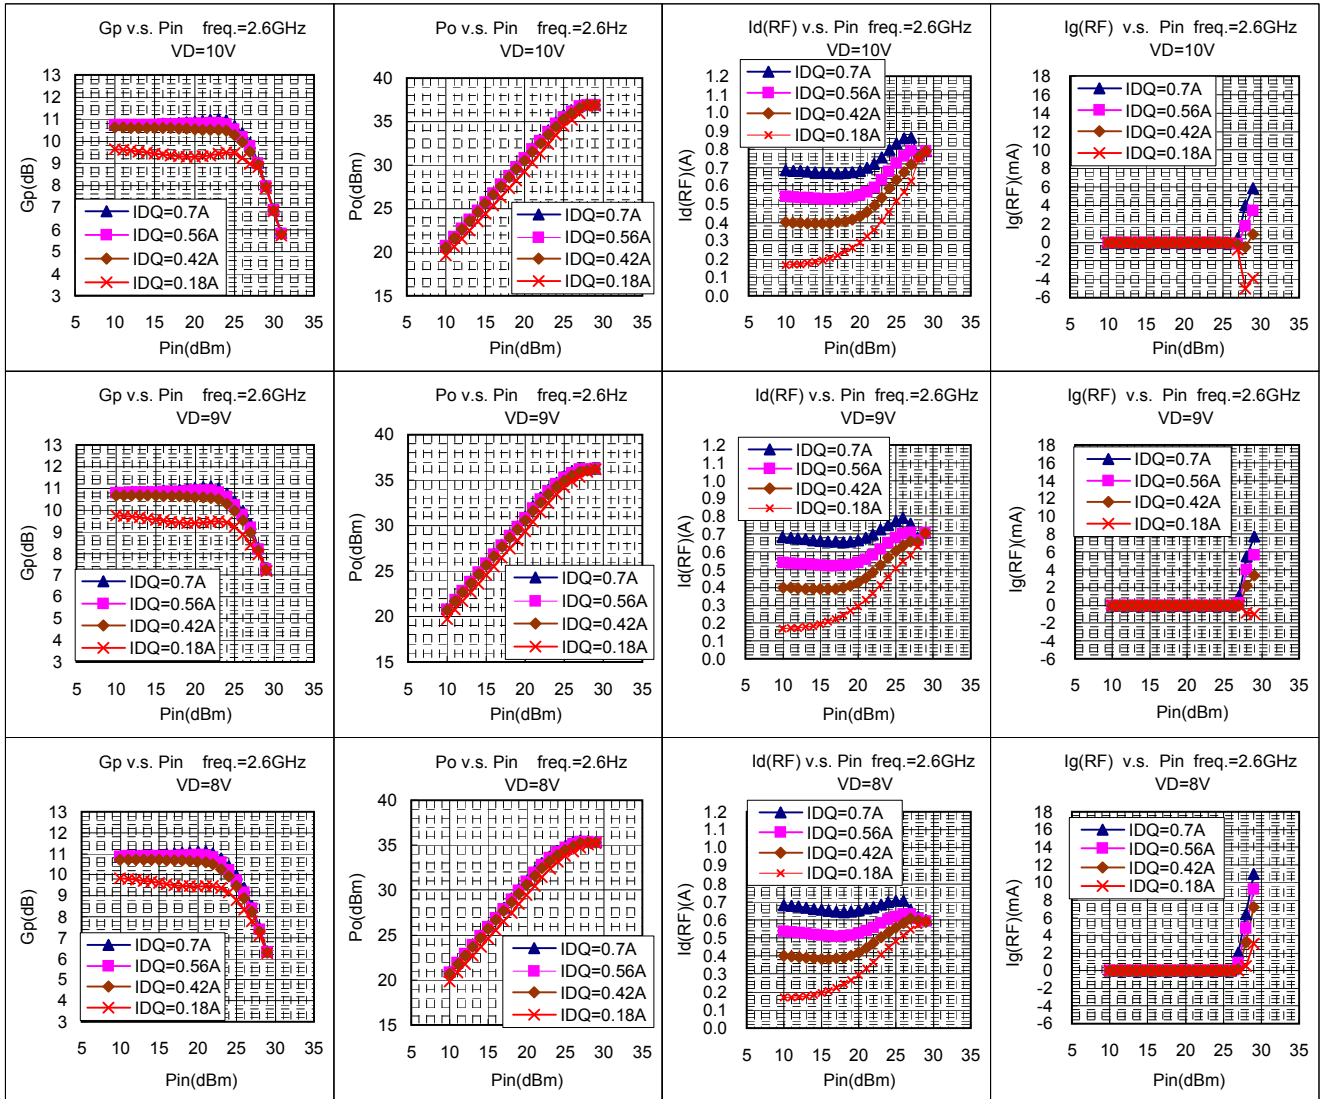 Gp v.s. Pin freq.=2.6GHz
VD=10V
Gp(dB)
13
12
11
10
9
8
7
6
5
4
3
IDQ=0.7A
IDQ=0.56A
IDQ=0.42A
IDQ=0.18A
5 10 15 20 25 30 35
Pin(dBm)
Po v.s. Pin freq.=2.6Hz
VD=10V
Po(dBm)
40
35
30
25
20
15
IDQ=0.7A
IDQ=0.56A
IDQ=0.42A
IDQ=0.18A
5 10 15 20 25 30 35
Pin(dBm)
Id(RF) v.s. Pin freq.=2.6GHz
VD=10V
Id(RF)(A)
1.2
1.1
1.0
0.9
0.8
0.7
0.6
0.5
0.4
0.3
0.2
0.1
0.0
IDQ=0.7A
IDQ=0.56A
IDQ=0.42A
IDQ=0.18A
5 10 15 20 25 30 35
Pin(dBm)
Ig(RF) v.s. Pin freq.=2.6GHz
VD=10V
Ig(RF)(mA)
18
16
14
12
10
8
6
4
2
0
-2
-4
-6
IDQ=0.7A
IDQ=0.56A
IDQ=0.42A
IDQ=0.18A
5 10 15 20 25 30 35
Pin(dBm)
Gp v.s. Pin freq.=2.6GHz
VD=9V
Gp(dB)
13
12
11
10
9
8
7
6
5
4
3
IDQ=0.7A
IDQ=0.56A
IDQ=0.42A
IDQ=0.18A
5 10 15 20 25 30 35
Pin(dBm)
Po v.s. Pin freq.=2.6Hz
VD=9V
Po(dBm)
40
35
30
25
20
15
IDQ=0.7A
IDQ=0.56A
IDQ=0.42A
IDQ=0.18A
5 10 15 20 25 30 35
Pin(dBm)
Id(RF) v.s. Pin freq.=2.6GHz
VD=9V
Id(RF)(A)
1.2
1.1
1.0
0.9
0.8
0.7
0.6
0.5
0.4
0.3
0.2
0.1
0.0
IDQ=0.7A
IDQ=0.56A
IDQ=0.42A
IDQ=0.18A
5 10 15 20 25 30 35
Pin(dBm)
Ig(RF) v.s. Pin freq.=2.6GHz
VD=9V
Ig(RF)(mA)
18
16
14
12
10
8
6
4
2
0
-2
-4
-6
IDQ=0.7A
IDQ=0.56A
IDQ=0.42A
IDQ=0.18A
5 10 15 20 25 30 35
Pin(dBm)
Gp v.s. Pin freq.=2.6GHz
VD=8V
Gp(dB)
13
12
11
10
9
8
7
6
5
4
3
IDQ=0.7A
IDQ=0.56A
IDQ=0.42A
IDQ=0.18A
5 10 15 20 25 30 35
Pin(dBm)
Po v.s. Pin freq.=2.6Hz
VD=8V
Po(dBm)
40
35
30
25
20
15
IDQ=0.7A
IDQ=0.56A
IDQ=0.42A
IDQ=0.18A
5 10 15 20 25 30 35
Pin(dBm)
Id(RF) v.s. Pin freq.=2.6GHz
VD=8V
Id(RF)(A)
1.2
1.1
1.0
0.9
0.8
0.7
0.6
0.5
0.4
0.3
0.2
0.1
0.0
IDQ=0.7A
IDQ=0.56A
IDQ=0.42A
IDQ=0.18A
5 10 15 20 25 30 35
Pin(dBm)
Ig(RF) v.s. Pin freq.=2.6GHz
VD=8V
Ig(RF)(mA)
18
16
14
12
10
8
6
4
2
0
-2
-4
-6
IDQ=0.7A
IDQ=0.56A
IDQ=0.42A
IDQ=0.18A
5 10 15 20 25 30 35
Pin(dBm)